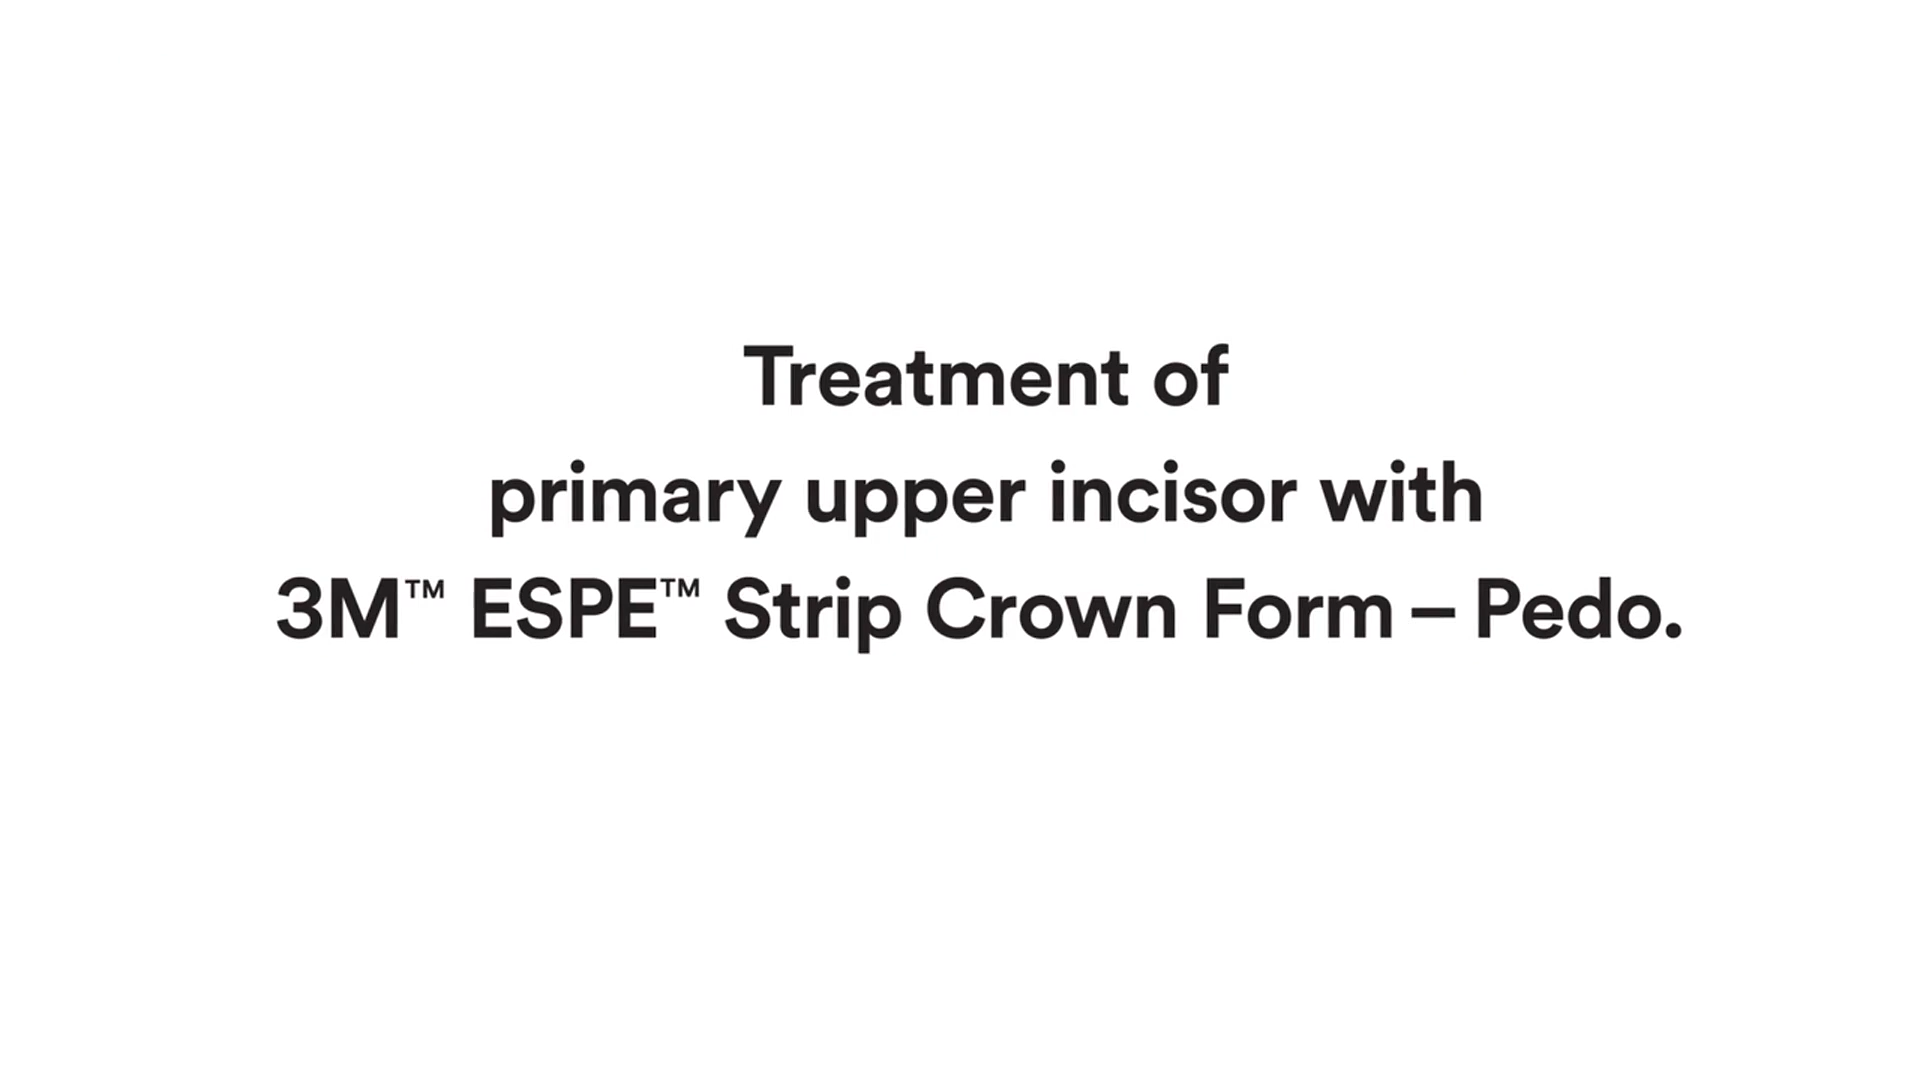 Treatment of
primary upper incisor with
3M™ ESPE™ Strip Crown Form – Pedo.